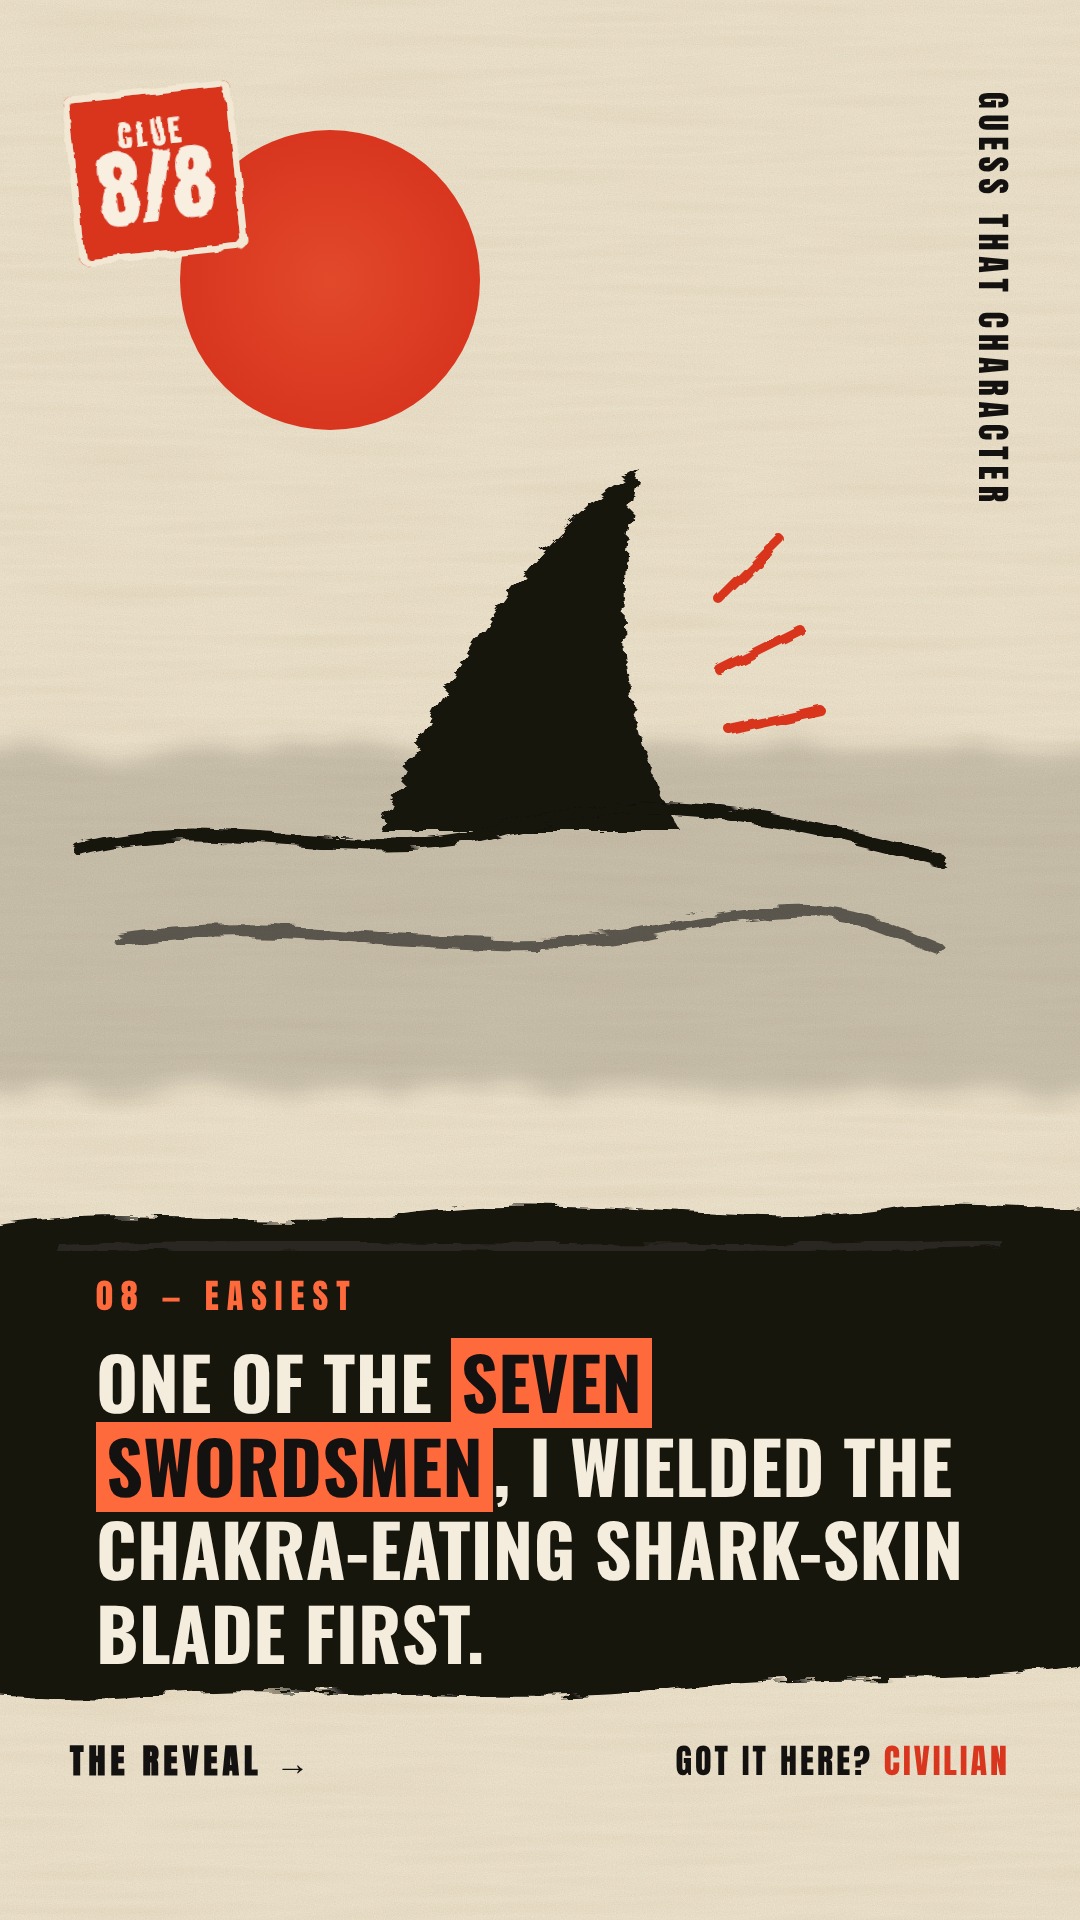 CLUE
8/8
GUESS THAT CHARACTER
08 – EASIEST
ONE OF THE SEVEN
SWORDSMEN, I WIELDED THE
CHAKRA-EATING SHARK-SKIN
BLADE FIRST.
THE REVEAL →
GOT IT HERE? CIVILIAN